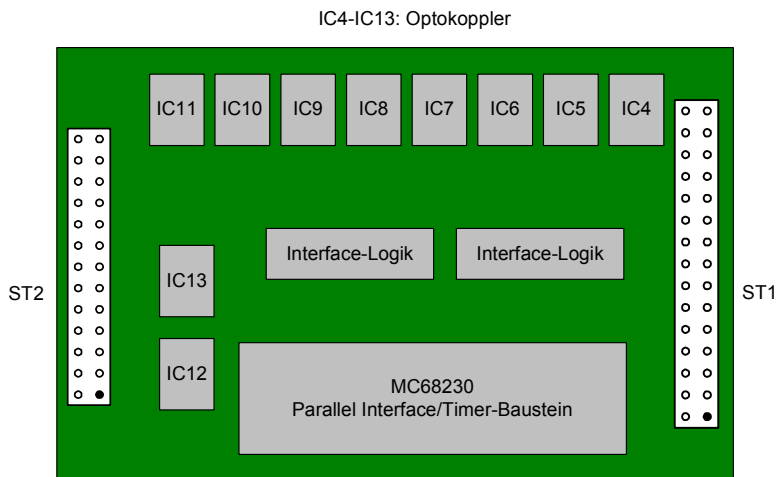 IC4-IC13: Optokoppler
IC11 IC10 IC9 IC8 IC7 IC6 IC5 IC4
Interface-Logik Interface-Logik
IC13
ST2
ST1
IC12
MC68230
Parallel Interface/Timer-Baustein